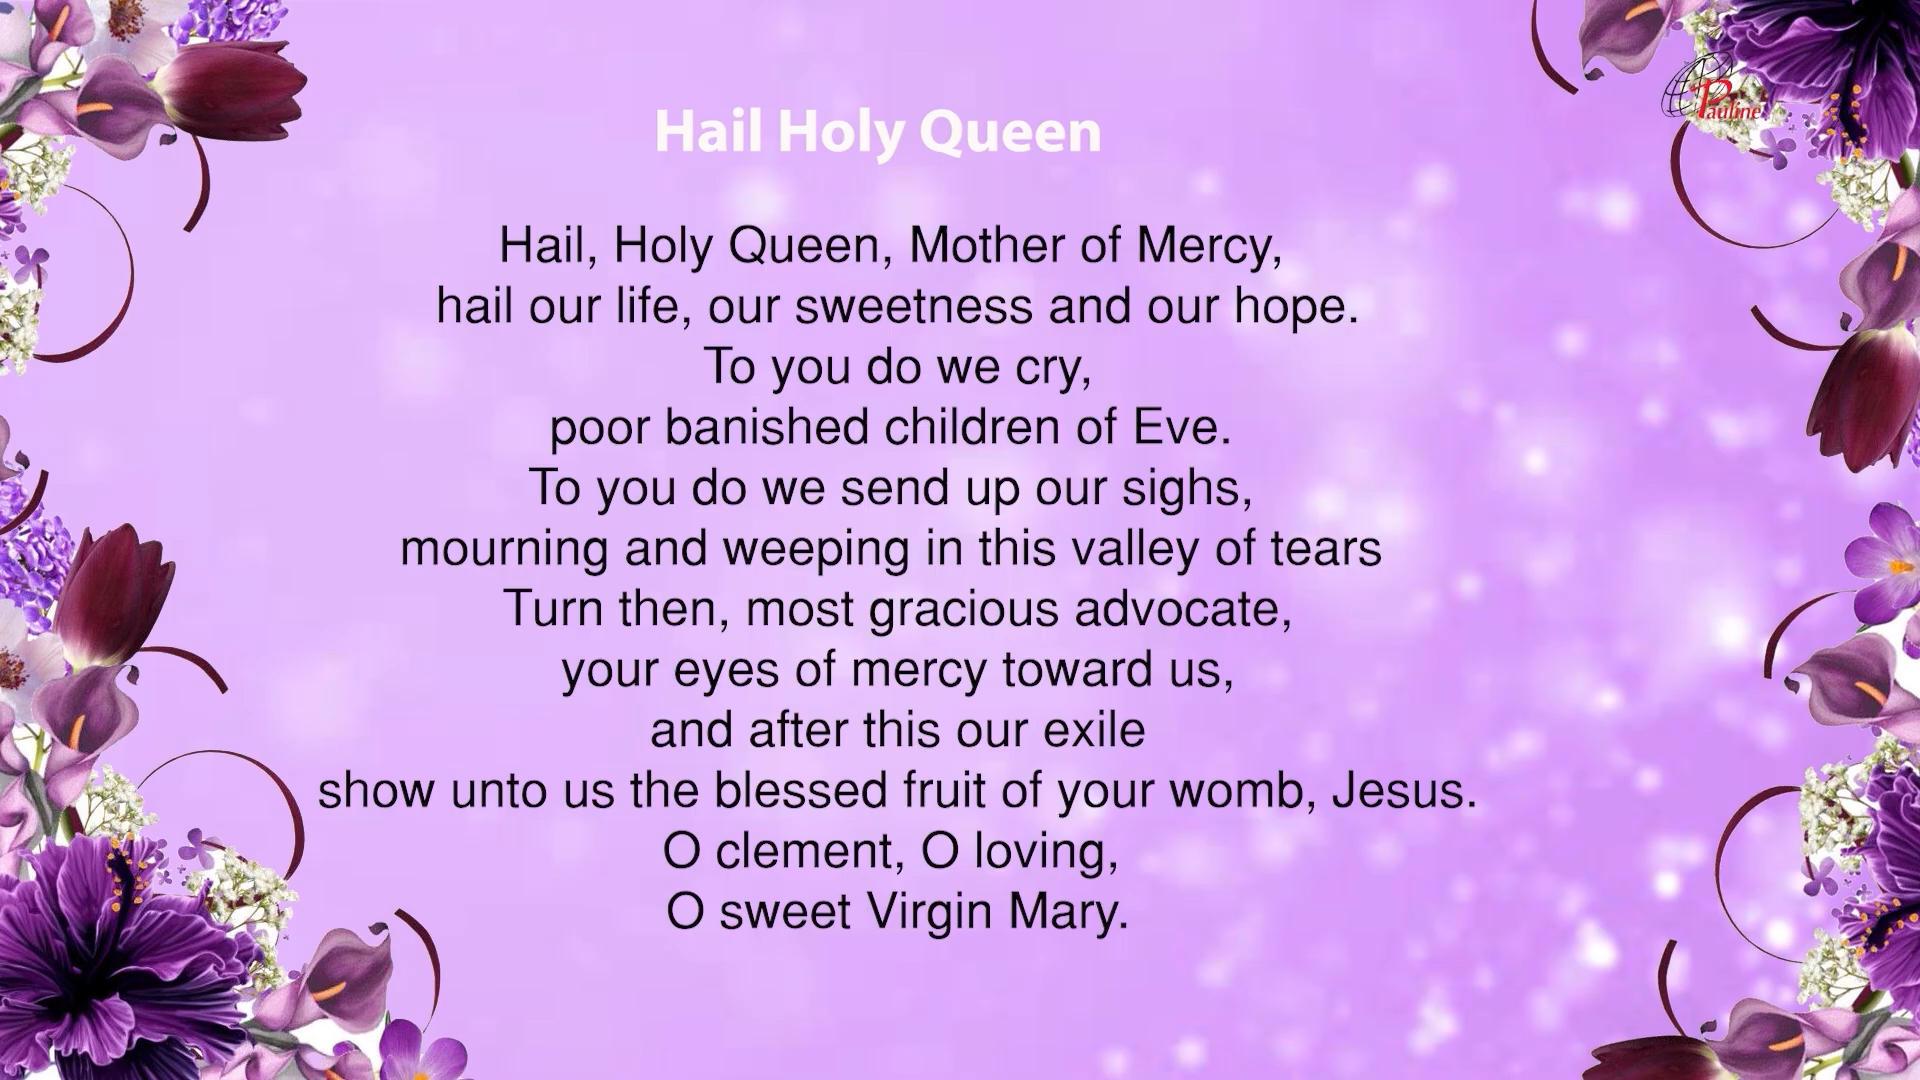 Pauline
Hail Holy Queen
Hail, Holy Queen, Mother of Mercy,
hail our life, our sweetness and our hope.
To you do we cry,
poor banished children of Eve.
To you do we send up our sighs,
mourning and weeping in this valley of tears
Turn then, most gracious advocate,
your eyes of mercy toward us,
and after this our exile
show unto us the blessed fruit of your womb, Jesus.
O clement, O loving,
O sweet Virgin Mary.